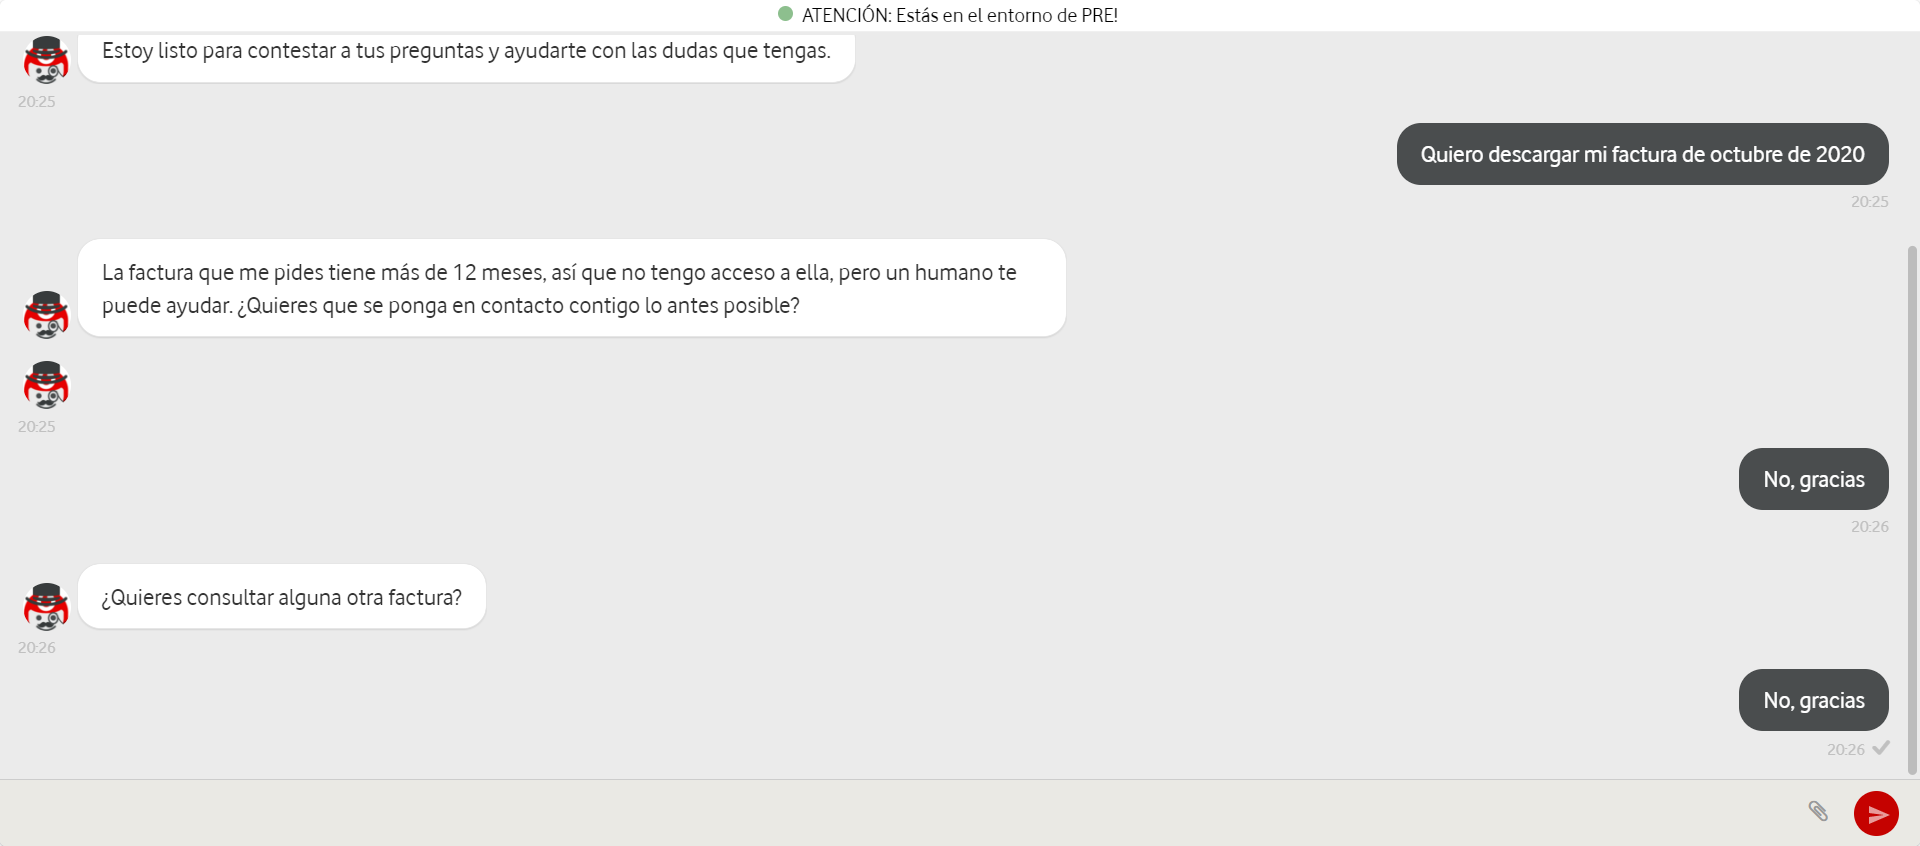 ATENCIÓN: Estás en el entorno de PRE!
Estoy listo para contestar a tus preguntas y ayudarte con las dudas que tengas.
20:25
Quiero descargar mi factura de octubre de 2020
20:25
La factura que me pides tiene más de 12 meses, así que no tengo acceso a ella, pero un humano te
puede ayudar. ¿Quieres que se ponga en contacto contigo lo antes posible?
20:25
No, gracias
20:26
¿Quieres consultar alguna otra factura?
20:26
No, gracias
20:26